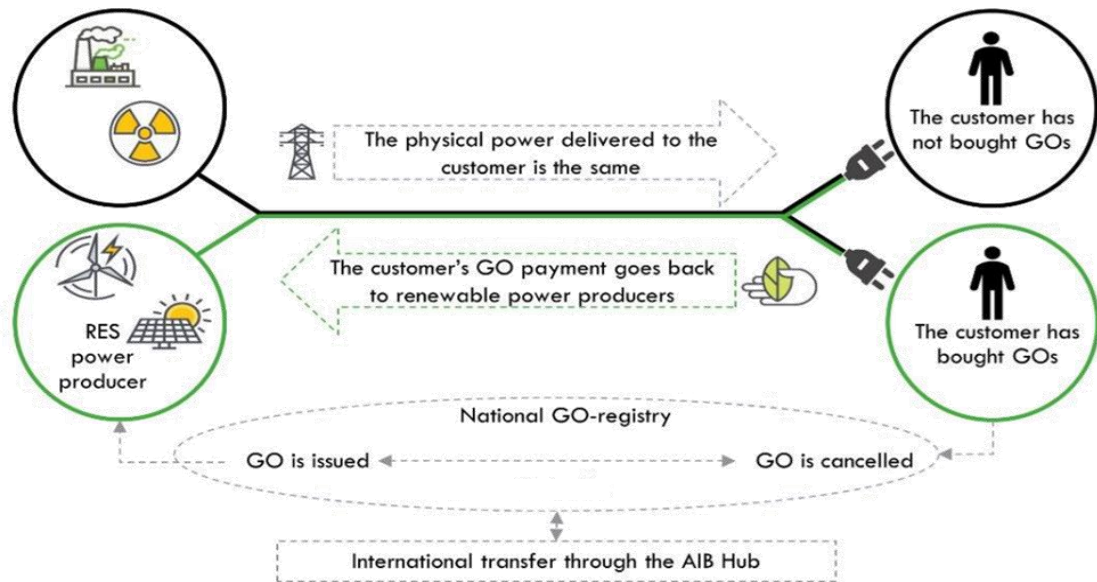 The physical power delivered to the
customer is the same
The customer has
not bought GOs
The customer's GO payment goes back
to renewable power producers
RES
power
producer
The customer has
bought GOs
National GO-registry
GO is issued
GO is cancelled
International transfer through the AIB Hub